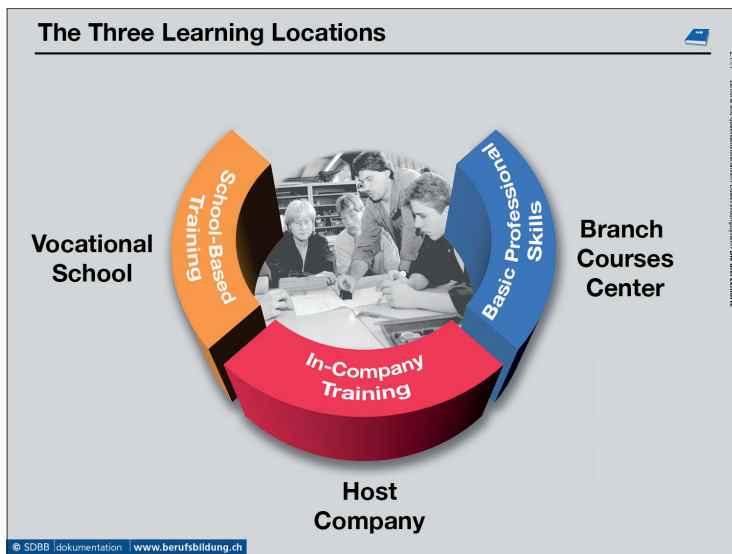 The Three Learning Locations
School-Based
Training
Basic Professional
Skills
Vocational
School
Branch
Courses
Center
In-Company
Training
Host
Company
© SDBB dokumentation www.berufsbildung.ch